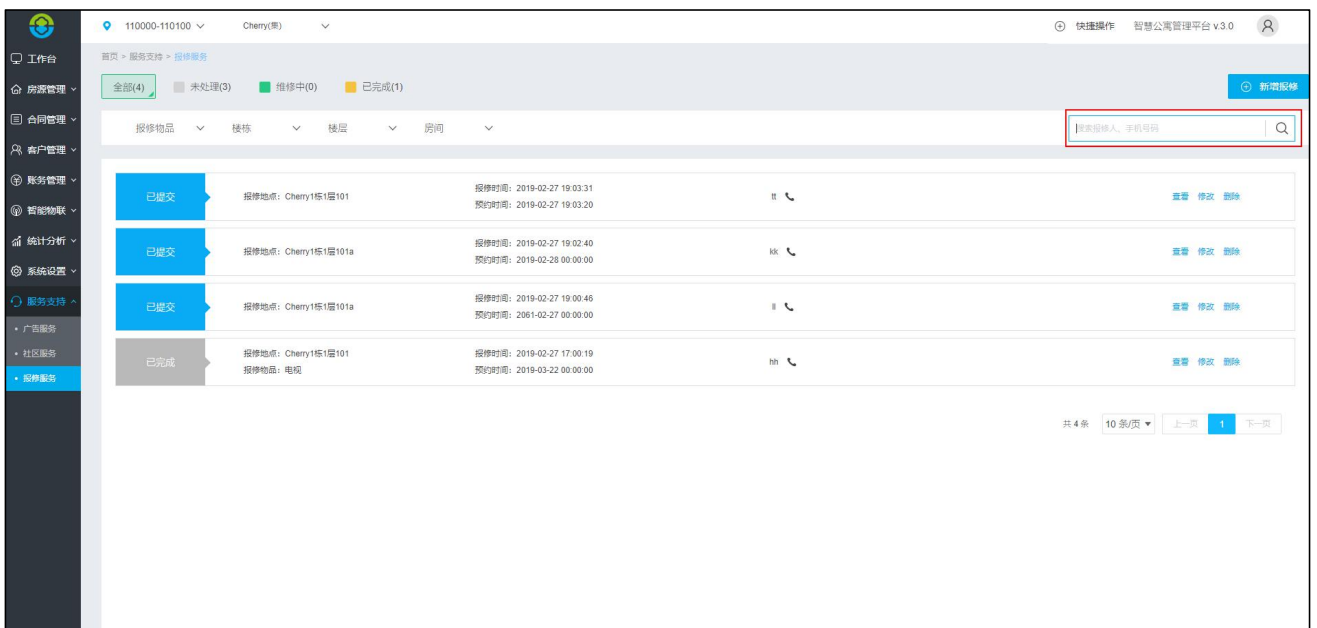 110000-110100 Cherry(集) 快捷操作 智慧公寓管理平台 v.3.0
工作台
房源管理
合同管理
客户管理
账务管理
智能物联
统计分析
系统设置
服务支持
• 广告服务
• 社区服务
• 报修服务
首页 > 服务支持 > 报修服务
全部(4) 未处理(3) 维修中(0) 已完成(1) 新增报修
报修物品 楼栋 楼层 房间 搜索报修人、手机号码
已提交 报修地点：Cherry1栋1层101 报修时间：2019-02-27 19:03:31 tt 查看 修改 删除
预约时间：2019-02-27 19:03:20
已提交 报修地点：Cherry1栋1层101a 报修时间：2019-02-27 19:02:40 kk 查看 修改 删除
预约时间：2019-02-28 00:00:00
已提交 报修地点：Cherry1栋1层101a 报修时间：2019-02-27 19:00:46 ll 查看 修改 删除
预约时间：2061-02-27 00:00:00
已完成 报修地点：Cherry1栋1层101 报修时间：2019-02-27 17:00:19 hh 查看 修改 删除
报修物品：电视 预约时间：2019-03-22 00:00:00
共 4 条 10 条/页 上一页 1 下一页